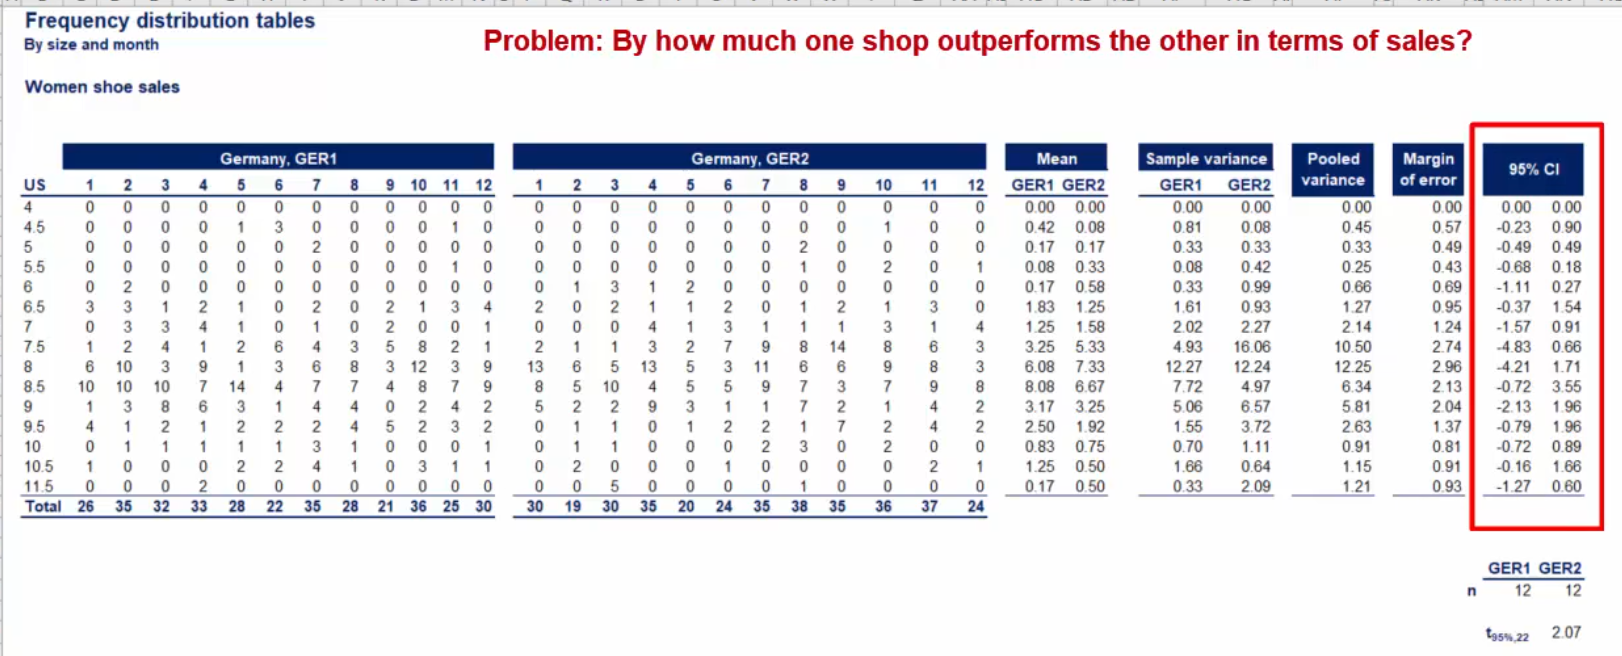 Frequency distribution tables
By size and month
Problem: By how much one shop outperforms the other in terms of sales?
Women shoe sales
Germany, GER1 Germany, GER2 Mean Sample variance Pooled variance Margin of error 95% CI
US 1 2 3 4 5 6 7 8 9 10 11 12 1 2 3 4 5 6 7 8 9 10 11 12 GER1 GER2 GER1 GER2
4 0 0 0 0 0 0 0 0 0 0 0 0 0 0 0 0 0 0 0 0 0 0 0 0 0.00 0.00 0.00 0.00 0.00 0.00 0.00 0.00
4.5 0 0 0 0 1 3 0 0 0 0 1 0 0 0 0 0 0 0 0 0 0 1 0 0 0.42 0.08 0.81 0.08 0.45 0.57 -0.23 0.90
5 0 0 0 0 0 0 2 0 0 0 0 0 0 0 0 0 0 0 0 2 0 0 0 0 0.17 0.17 0.33 0.33 0.33 0.49 -0.49 0.49
5.5 0 0 0 0 0 0 0 0 0 0 1 0 0 0 0 0 0 0 0 1 0 2 0 1 0.08 0.33 0.08 0.42 0.25 0.43 -0.68 0.18
6 0 2 0 0 0 0 0 0 0 0 0 0 0 1 3 1 2 0 0 0 0 0 0 0 0.17 0.58 0.33 0.99 0.66 0.69 -1.11 0.27
6.5 3 3 1 2 1 0 2 0 2 1 3 4 2 0 2 1 1 2 0 1 2 1 3 0 1.83 1.25 1.61 0.93 1.27 0.95 -0.37 1.54
7 0 3 3 4 1 0 1 0 2 0 0 1 0 0 0 4 1 3 1 1 1 3 1 4 1.25 1.58 2.02 2.27 2.14 1.24 -1.57 0.91
7.5 1 2 4 1 2 6 4 3 5 8 2 1 2 1 1 3 2 7 9 8 14 8 6 3 3.25 5.33 4.93 16.06 10.50 2.74 -4.83 0.66
8 6 10 3 9 1 3 6 8 3 12 3 9 13 6 5 13 5 3 11 6 6 9 8 3 6.08 7.33 12.27 12.24 12.25 2.96 -4.21 1.71
8.5 10 10 10 7 14 4 7 7 4 8 7 9 8 5 10 4 5 5 9 7 3 7 9 8 8.08 6.67 7.72 4.97 6.34 2.13 -0.72 3.55
9 1 3 8 6 3 1 4 4 0 2 4 2 5 2 2 9 3 1 1 7 2 1 4 2 3.17 3.25 5.06 6.57 5.81 2.04 -2.13 1.96
9.5 4 1 2 1 2 2 2 4 5 2 3 2 0 1 1 0 1 2 2 1 7 2 4 2 2.50 1.92 1.55 3.72 2.63 1.37 -0.79 1.96
10 0 1 1 1 1 1 3 1 0 0 0 1 0 1 1 0 0 0 2 3 0 2 0 0 0.83 0.75 0.70 1.11 0.91 0.81 -0.72 0.89
10.5 1 0 0 0 2 2 4 1 0 3 1 1 0 2 0 0 0 1 0 0 0 0 2 1 1.25 0.50 1.66 0.64 1.15 0.91 -0.16 1.66
11.5 0 0 0 2 0 0 0 0 0 0 0 0 0 0 5 0 0 0 0 1 0 0 0 0 0.17 0.50 0.33 2.09 1.21 0.93 -1.27 0.60
Total 26 35 32 33 28 22 35 28 21 36 25 30 30 19 30 35 20 24 35 38 35 36 37 24
GER1 GER2
n 12 12
t95%,22 2.07